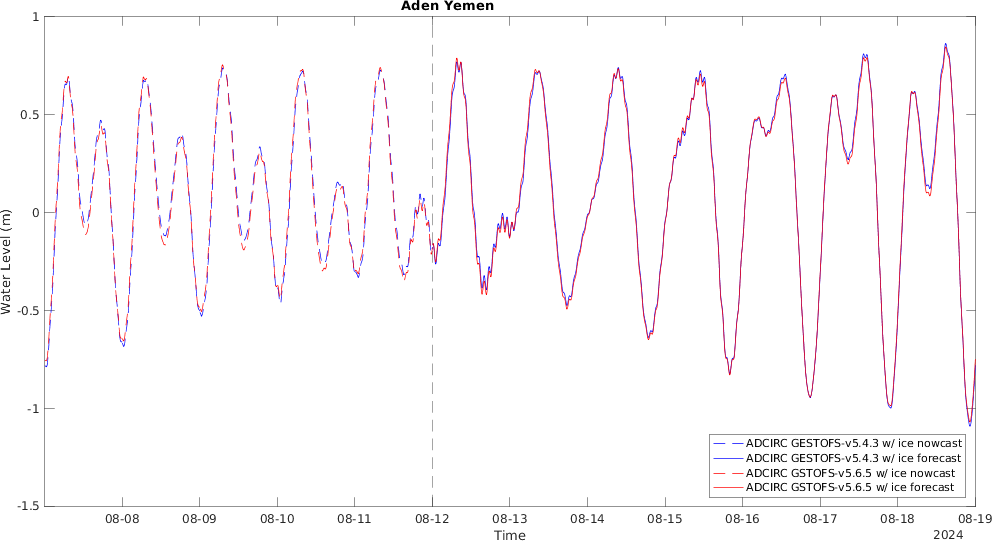 Aden Yemen
1
0.5
0
-0.5
-1
-1.5
Water Level (m)
ADCIRC GESTOFS-v5.4.3 w/ ice nowcast
ADCIRC GESTOFS-v5.4.3 w/ ice forecast
ADCIRC GSTOFS-v5.6.5 w/ ice nowcast
ADCIRC GSTOFS-v5.6.5 w/ ice forecast
08-08 08-09 08-10 08-11 08-12 08-13 08-14 08-15 08-16 08-17 08-18 08-19
Time
2024